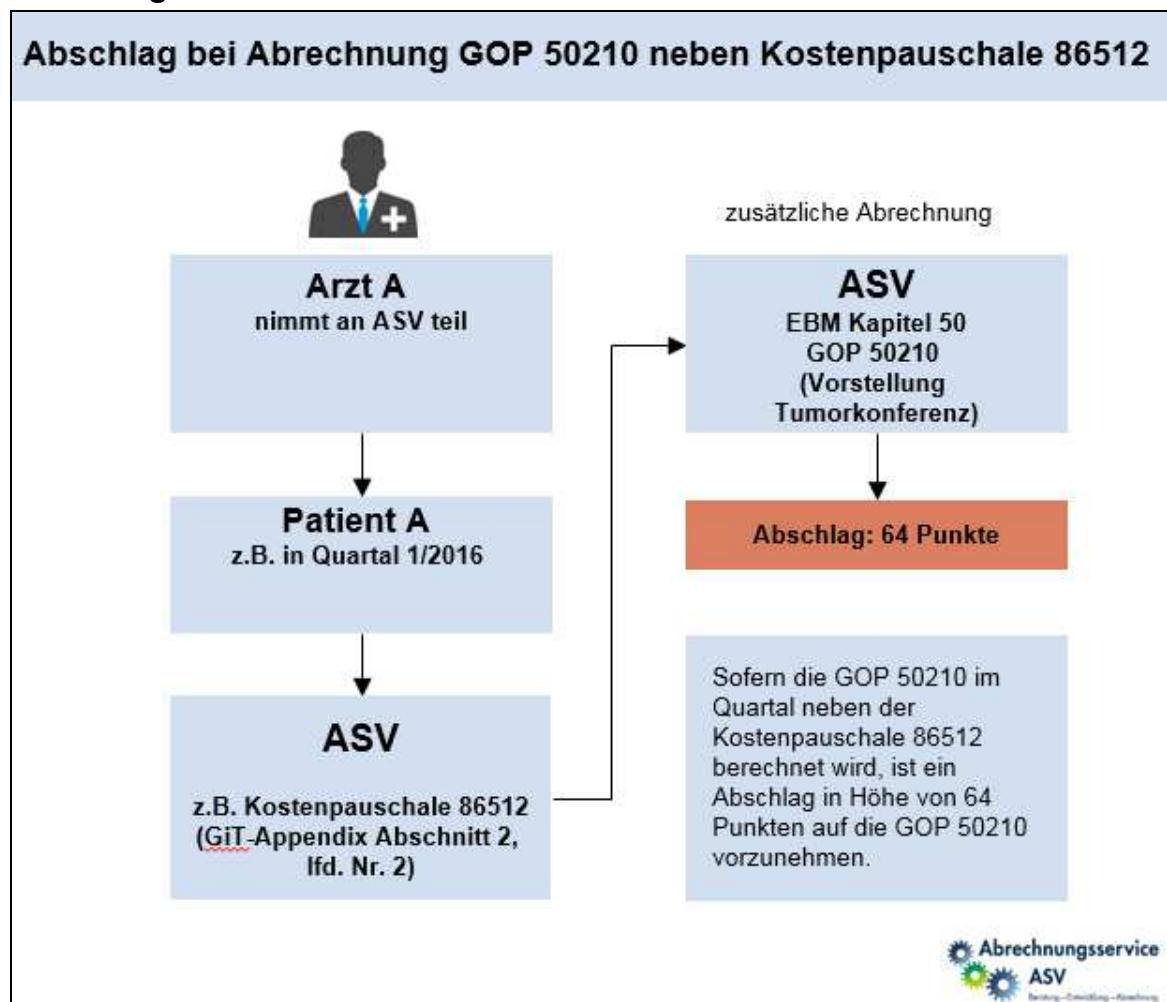 Abschlag bei Abrechnung GOP 50210 neben Kostenpauschale 86512
Arzt A
nimmt an ASV teil
Patient A
z.B. in Quartal 1/2016
ASV
z.B. Kostenpauschale 86512
(GiT-Appendix Abschnitt 2,
lfd. Nr. 2)
zusätzliche Abrechnung
ASV
EBM Kapitel 50
GOP 50210
(Vorstellung
Tumorkonferenz)
Abschlag: 64 Punkte
Sofern die GOP 50210 im
Quartal neben der
Kostenpauschale 86512
berechnet wird, ist ein
Abschlag in Höhe von 64
Punkten auf die GOP 50210
vorzunehmen.
Abrechnungsservice
ASV
Beratung - Entwicklung - Abrechnung